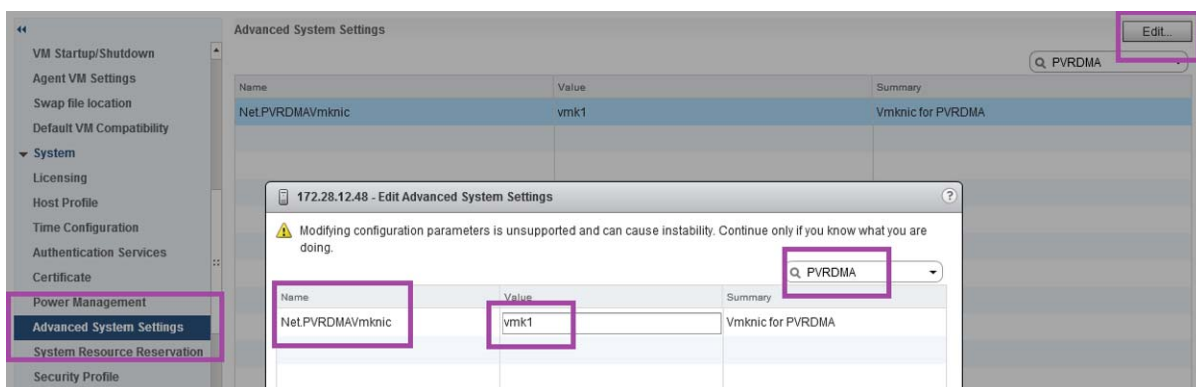 Advanced System Settings
Edit...
PVRDMA
VM Startup/Shutdown
Agent VM Settings
Swap file location
Default VM Compatibility
System
Licensing
Host Profile
Time Configuration
Authentication Services
Certificate
Power Management
Advanced System Settings
System Resource Reservation
Security Profile
Name Value Summary
Net.PVRDMAVmknic vmk1 Vmknic for PVRDMA
172.28.12.48 - Edit Advanced System Settings
?
Modifying configuration parameters is unsupported and can cause instability. Continue only if you know what you are
doing.
PVRDMA
Name Value Summary
Net.PVRDMAVmknic vmk1 Vmknic for PVRDMA